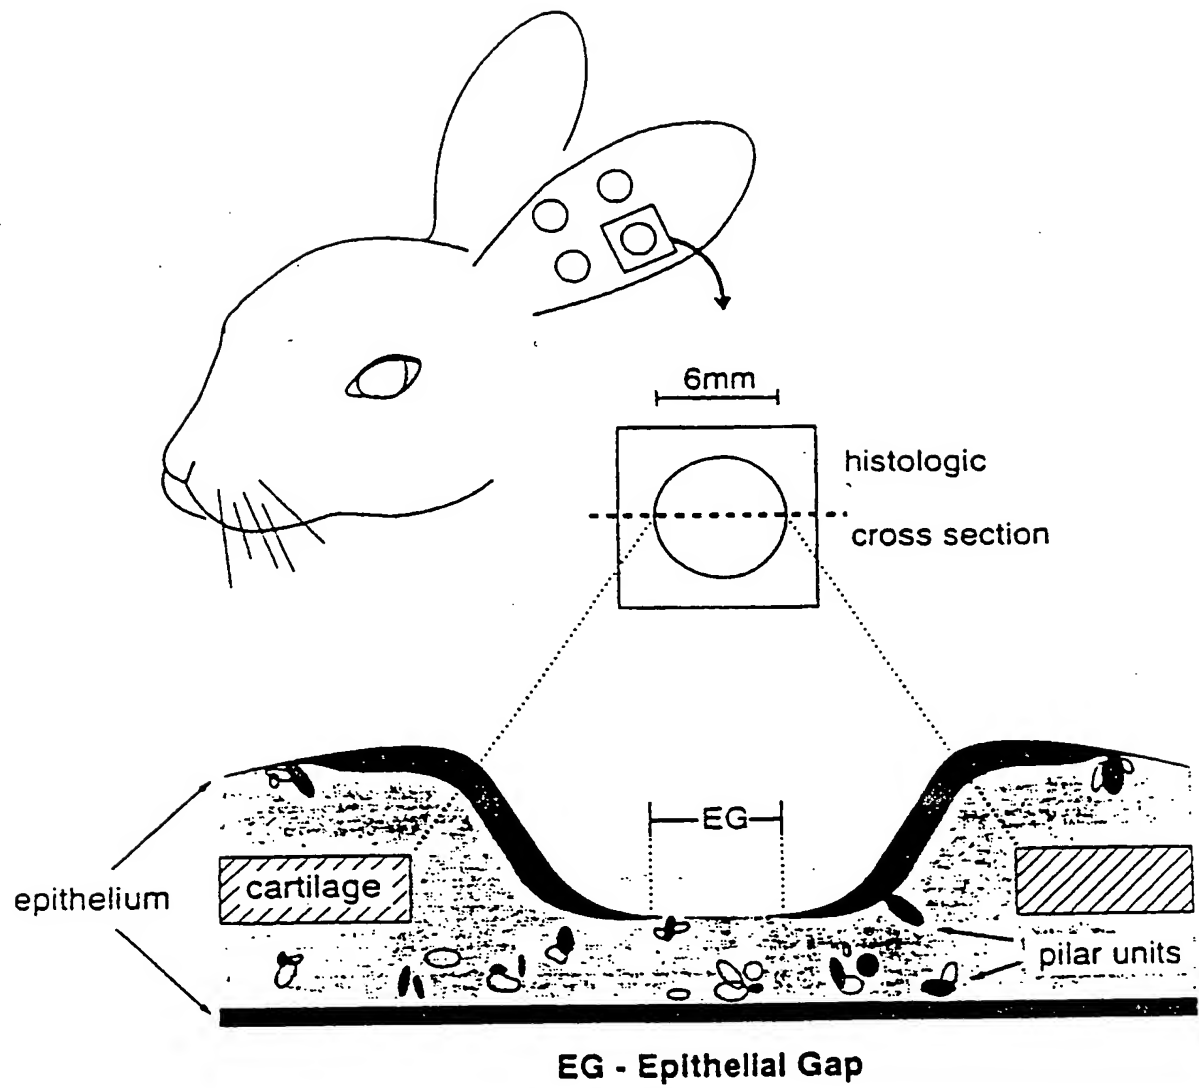 6mm
histologic
cross section
EG
cartilage
epithelium
pilar units
EG - Epithelial Gap